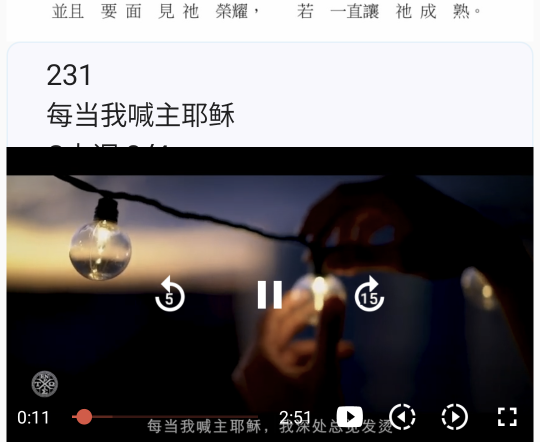 並且 要 面 見 祂 榮耀， 若 一直讓 祂 成 熟。
231
每当我喊主耶稣
5
15
0:11
2:51
每当我喊主耶稣，我深处总觉发烫